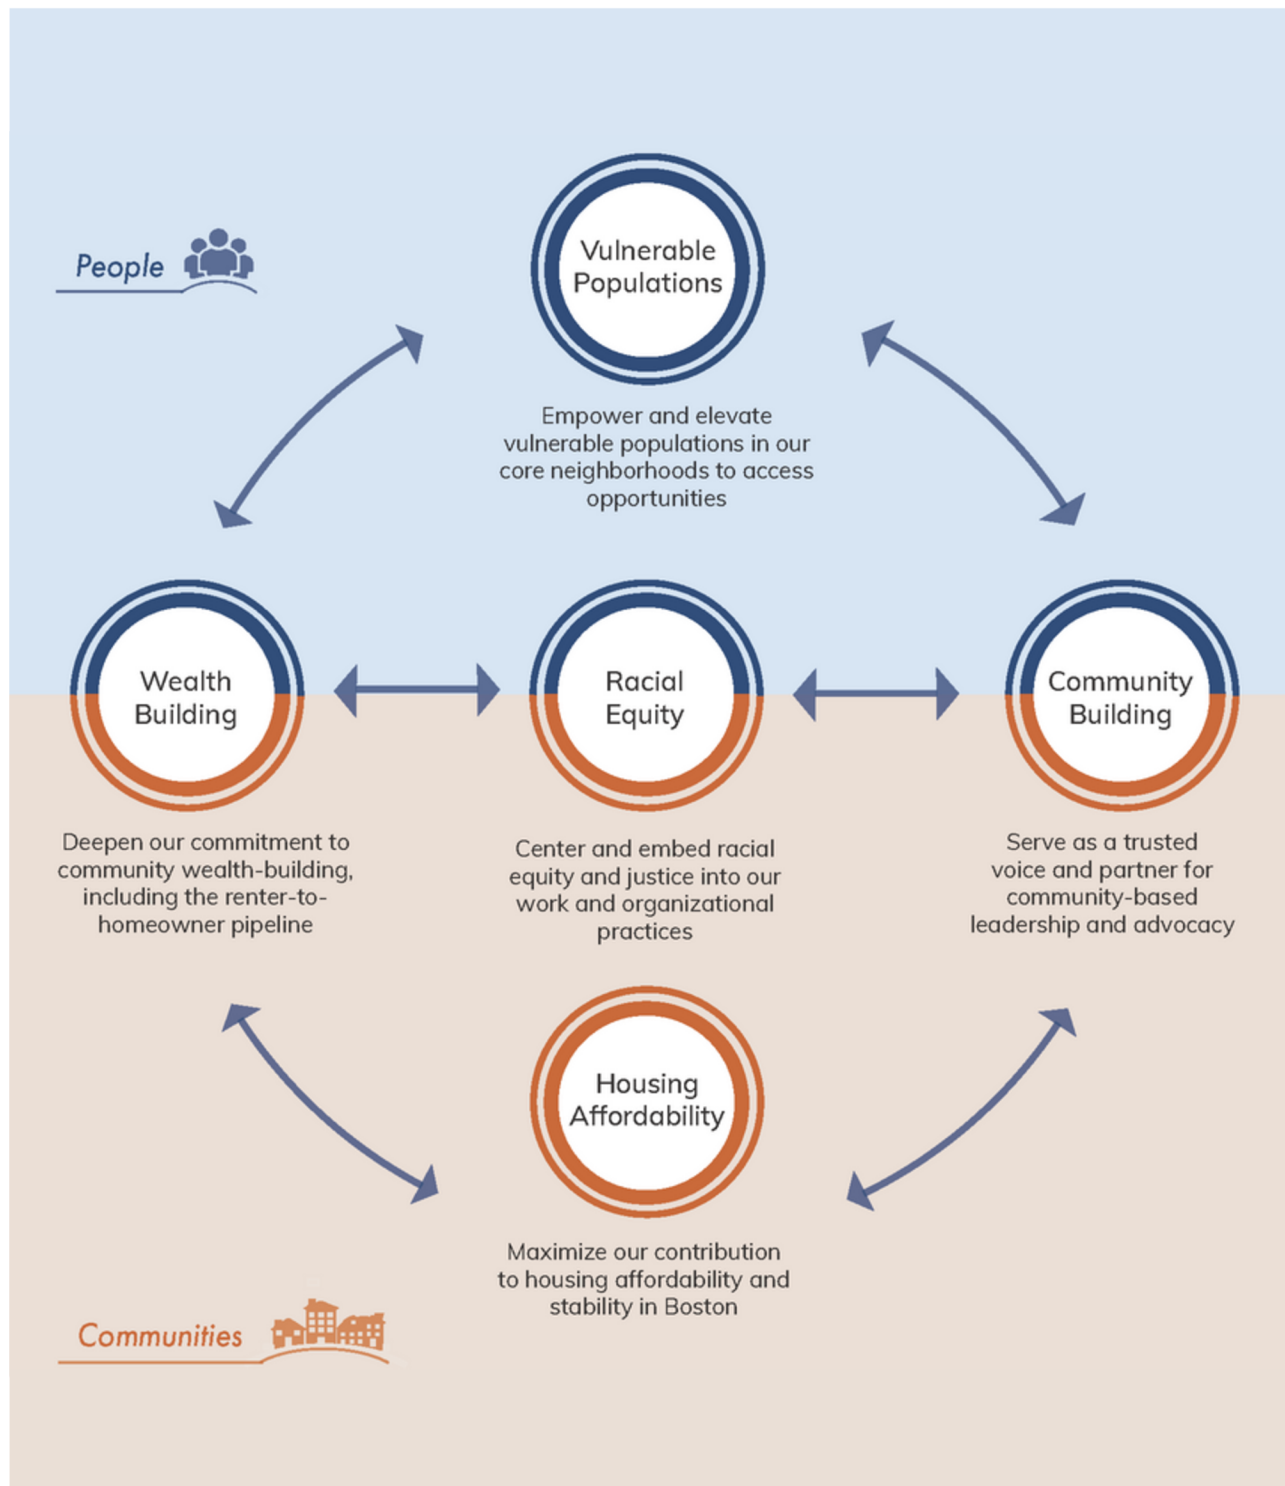 People
Vulnerable
Populations
Empower and elevate
vulnerable populations in our
core neighborhoods to access
opportunities
Wealth
Building
Deepen our commitment to
community wealth-building,
including the renter-to-
homeowner pipeline
Racial
Equity
Center and embed racial
equity and justice into our
work and organizational
practices
Community
Building
Serve as a trusted
voice and partner for
community-based
leadership and advocacy
Housing
Affordability
Maximize our contribution
to housing affordability and
stability in Boston
Communities